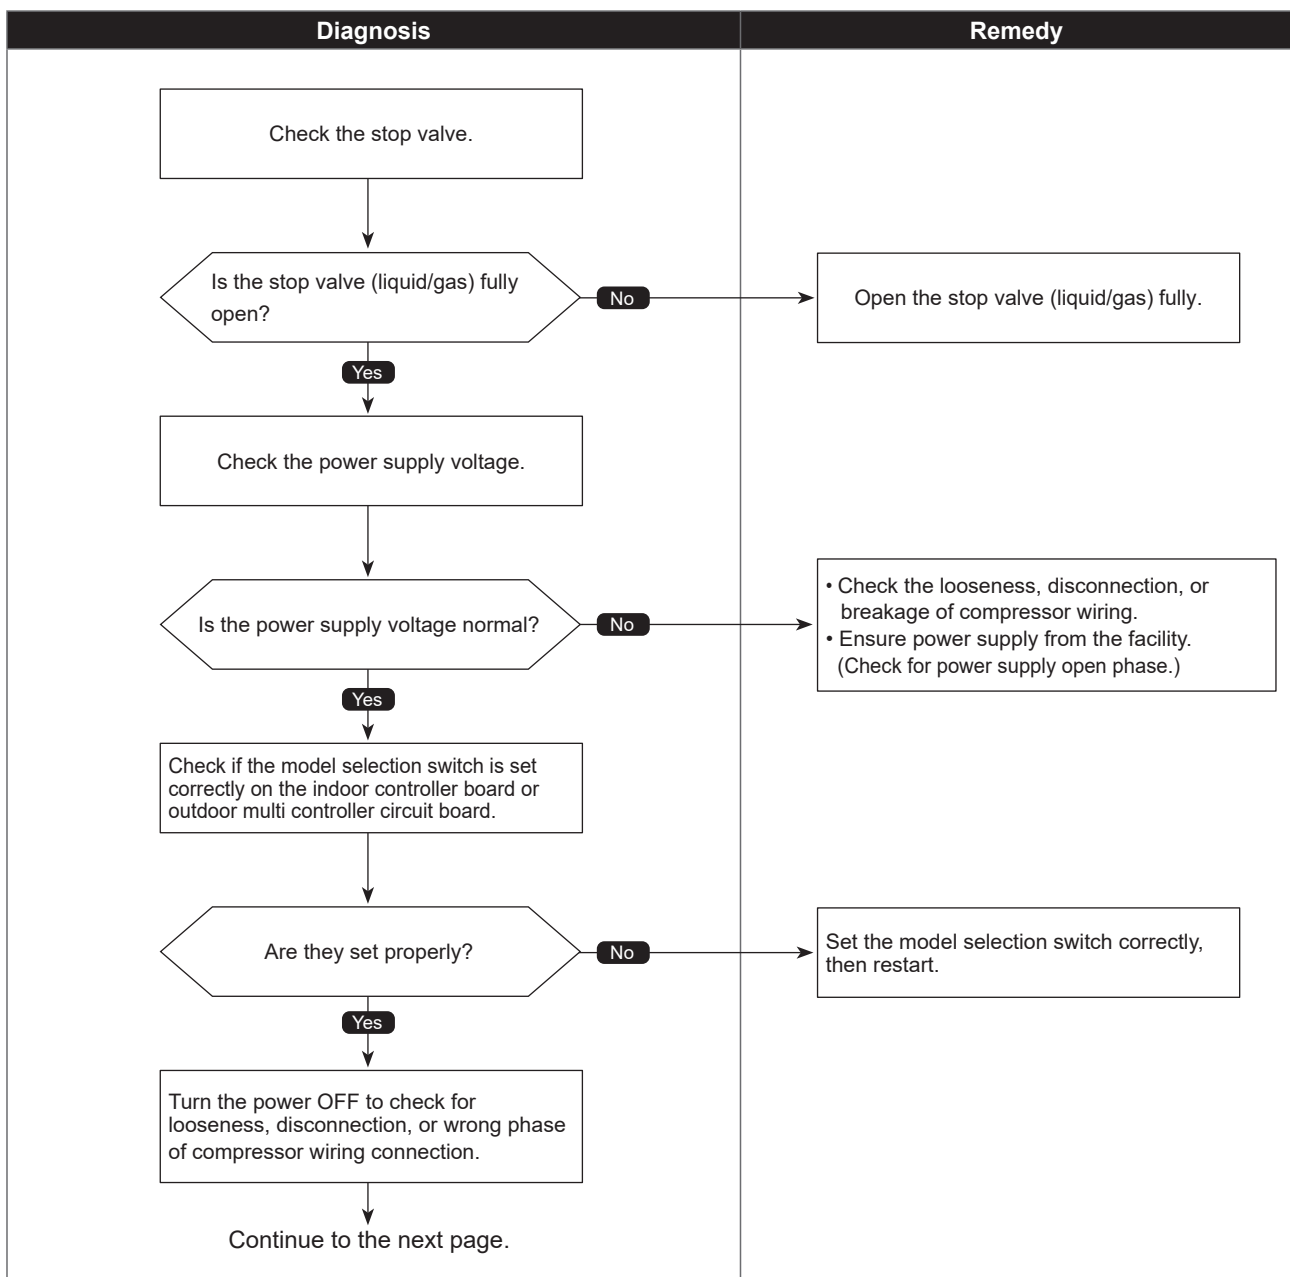 Diagnosis
Remedy
Check the stop valve.
Is the stop valve (liquid/gas) fully
open?
No
Open the stop valve (liquid/gas) fully.
Yes
Check the power supply voltage.
Is the power supply voltage normal?
No
• Check the looseness, disconnection, or
breakage of compressor wiring.
• Ensure power supply from the facility.
(Check for power supply open phase.)
Yes
Check if the model selection switch is set
correctly on the indoor controller board or
outdoor multi controller circuit board.
Are they set properly?
No
Set the model selection switch correctly,
then restart.
Yes
Turn the power OFF to check for
looseness, disconnection, or wrong phase
of compressor wiring connection.
Continue to the next page.